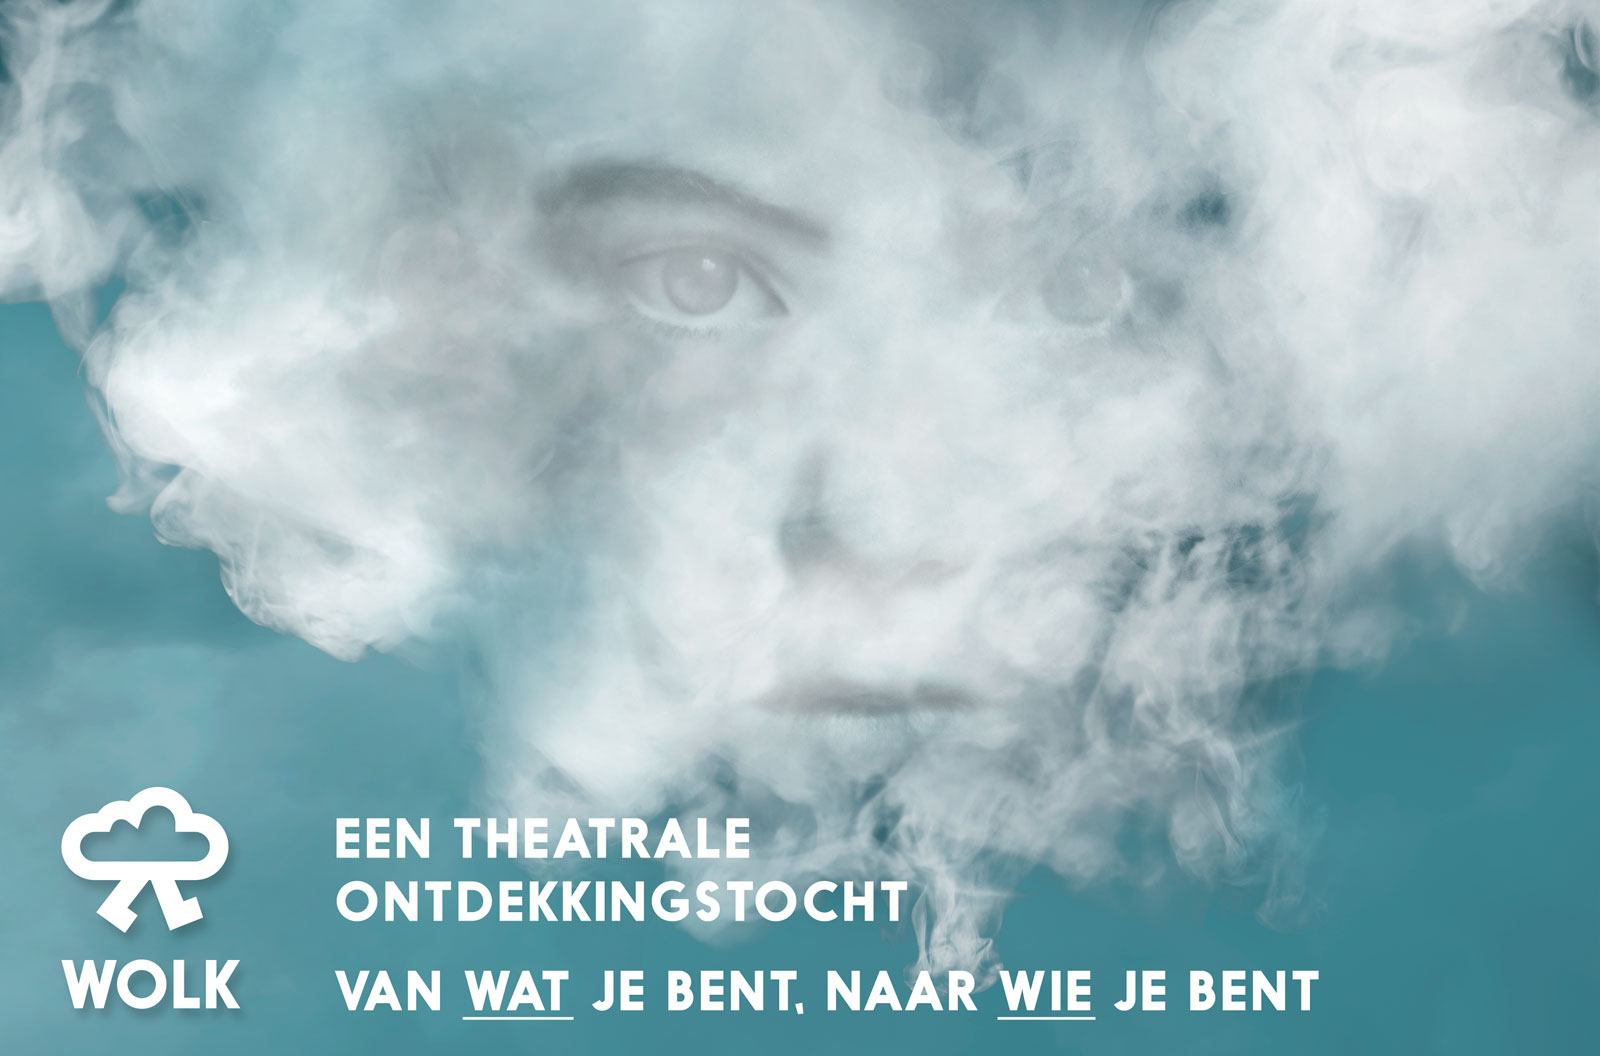 EEN THEATRALE
ONTDEKKINGSTOCHT
WOLK
VAN WAT JE BENT, NAAR WIE JE BENT